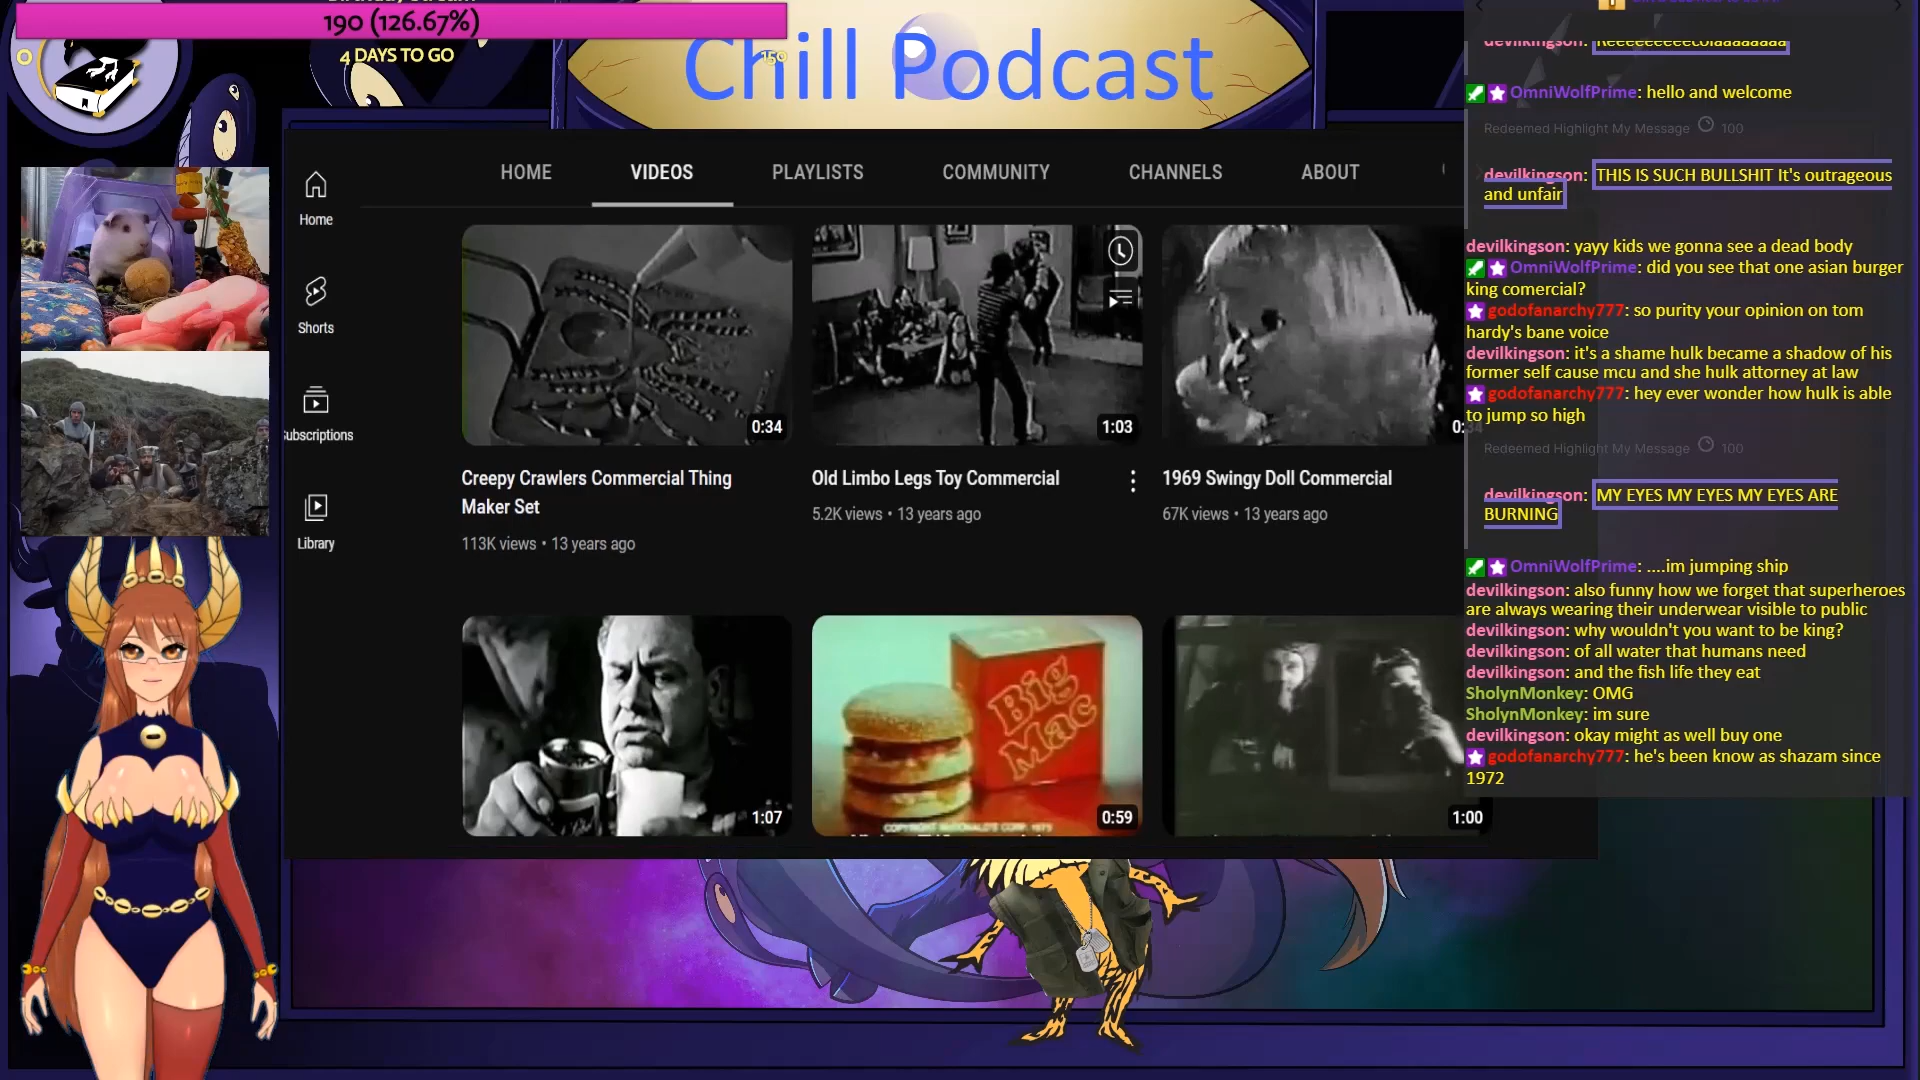 190 (126.67%)
4 DAYS TO GO
150
Chill Podcast
HOME VIDEOS PLAYLISTS COMMUNITY CHANNELS ABOUT
Home
Shorts
Subscriptions
Library
0:34
1:03
Creepy Crawlers Commercial Thing
Maker Set
113K views • 13 years ago
Old Limbo Legs Toy Commercial
5.2K views • 13 years ago
1969 Swingy Doll Commercial
67K views • 13 years ago
1:07
Big
Mac
0:59
1:00
OmniWolfPrime: hello and welcome
Redeemed Highlight My Message 100
devilkingson: THIS IS SUCH BULLSHIT It's outrageous
and unfair
devilkingson: yayy kids we gonna see a dead body
OmniWolfPrime: did you see that one asian burger
king comercial?
godofanarchy777: so purity your opinion on tom
hardy's bane voice
devilkingson: it's a shame hulk became a shadow of his
former self cause mcu and she hulk attorney at law
godofanarchy777: hey ever wonder how hulk is able
to jump so high
Redeemed Highlight My Message 100
devilkingson: MY EYES MY EYES MY EYES ARE
BURNING
OmniWolfPrime: ....im jumping ship
devilkingson: also funny how we forget that superheroes
are always wearing their underwear visible to public
devilkingson: why wouldn't you want to be king?
devilkingson: of all water that humans need
devilkingson: and the fish life they eat
SholynMonkey: OMG
SholynMonkey: im sure
devilkingson: okay might as well buy one
godofanarchy777: he's been know as shazam since
1972